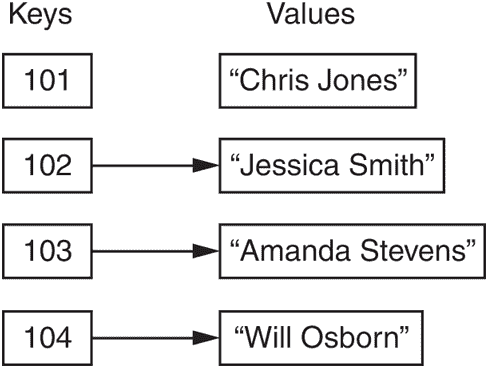 Keys Values
101 “Chris Jones”
102 “Jessica Smith”
103 “Amanda Stevens”
104 “Will Osborn”